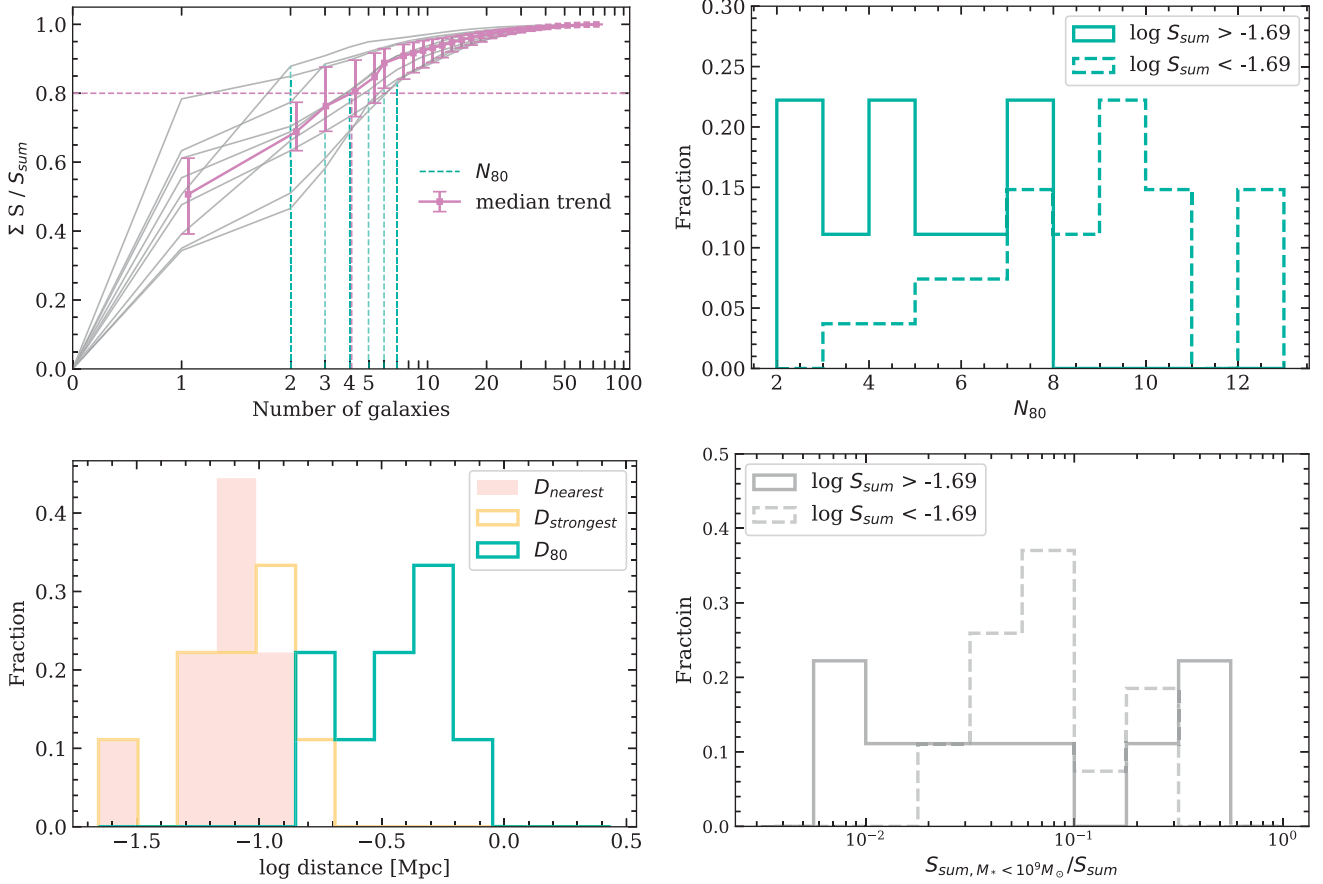 1.0
0.8
0.6
0.4
0.2
0.0
Σ S / S_sum
0 1 2 3 4 5 10 20 50 100
Number of galaxies
N_80
median trend
0.30
0.25
0.20
0.15
0.10
0.05
0.00
Fraction
2 4 6 8 10 12
N_80
log S_sum > -1.69
log S_sum < -1.69
0.4
0.3
0.2
0.1
0.0
Fraction
−1.5 −1.0 −0.5 0.0 0.5
log distance [Mpc]
D_nearest
D_strongest
D_80
0.5
0.4
0.3
0.2
0.1
0.0
Fractoin
10^−2 10^−1 10^0
S_sum, M_* < 10^9 M_⊙ / S_sum
log S_sum > -1.69
log S_sum < -1.69